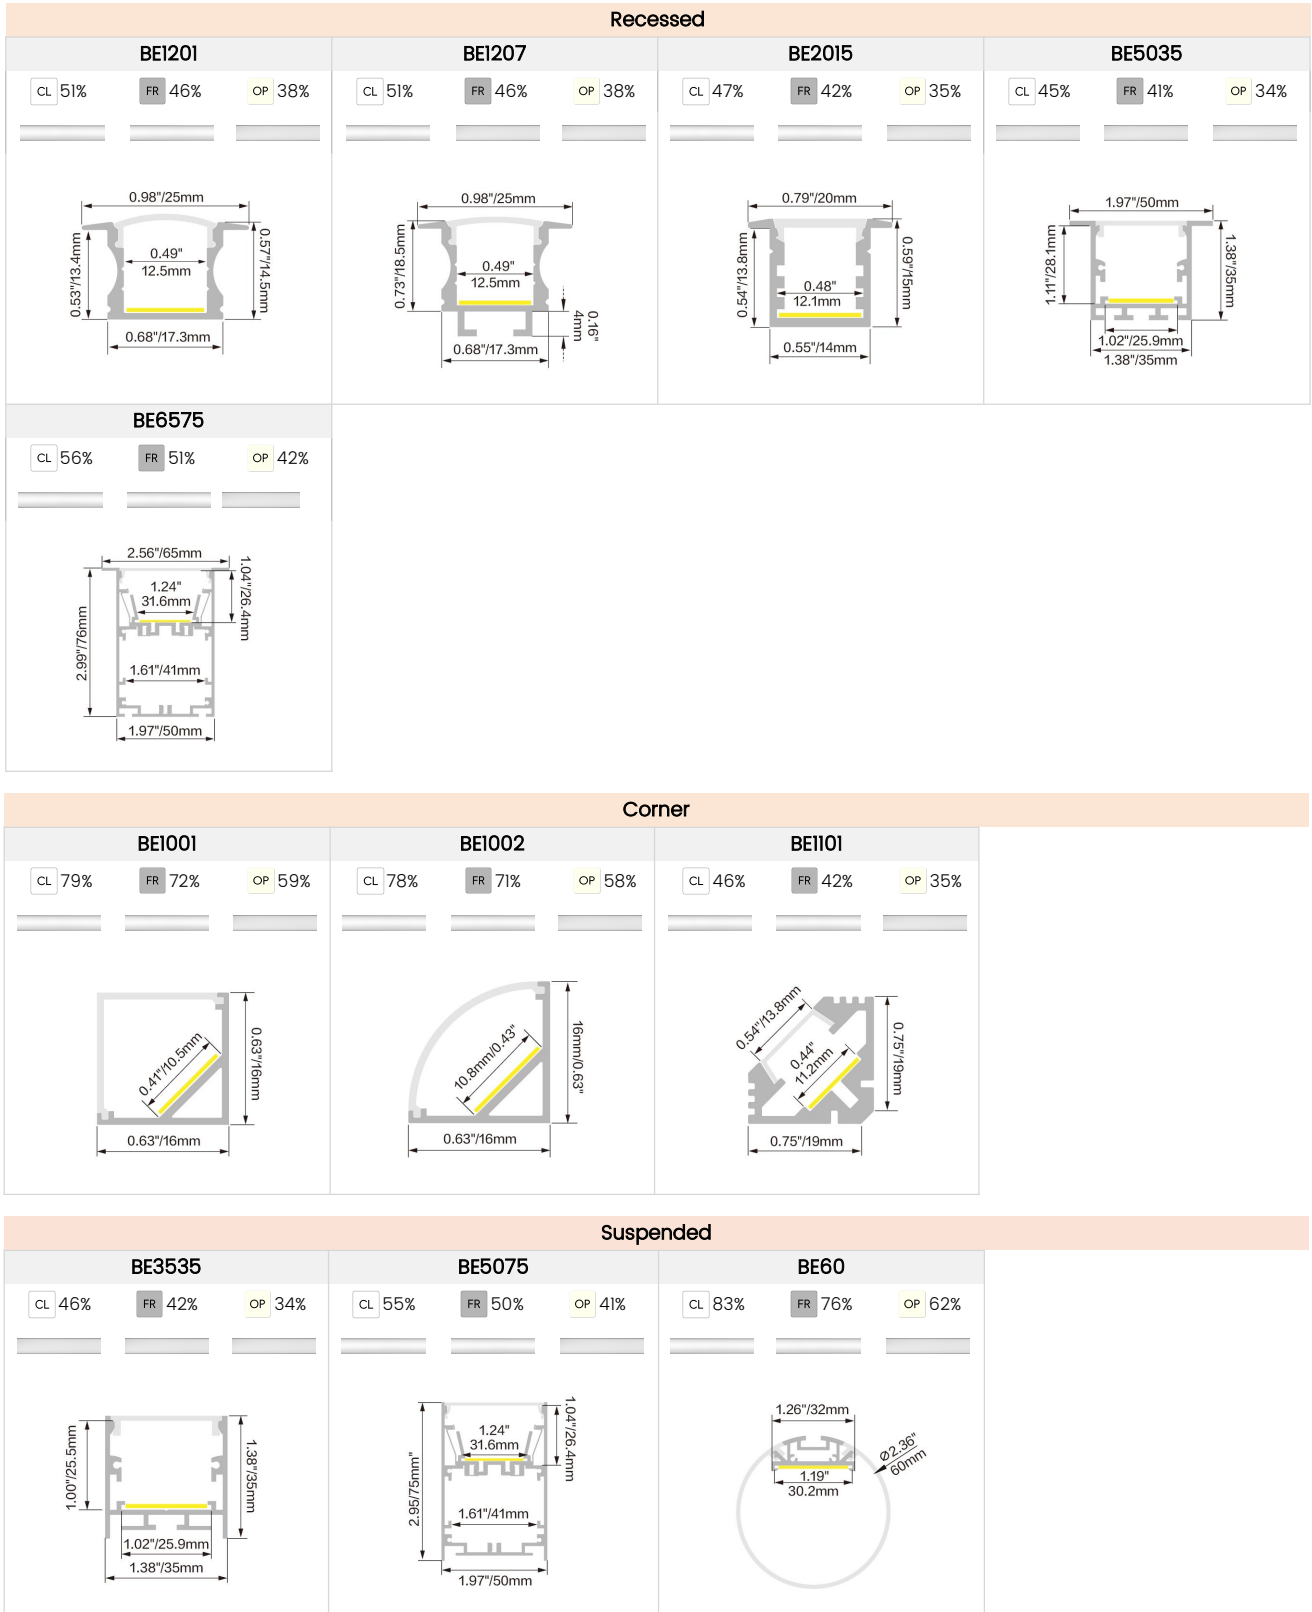 Recessed
BE1201
CL 51% FR 46% OP 38%
0.98"/25mm
0.53"/13.4mm
0.49"
12.5mm
0.57"/14.5mm
0.68"/17.3mm
BE1207
CL 51% FR 46% OP 38%
0.98"/25mm
0.73"/18.5mm
0.49"
12.5mm
0.16"
4mm
0.68"/17.3mm
BE2015
CL 47% FR 42% OP 35%
0.79"/20mm
0.54"/13.8mm
0.48"
12.1mm
0.59"/15mm
0.55"/14mm
BE5035
CL 45% FR 41% OP 34%
1.97"/50mm
1.11"/28.1mm
1.38"/35mm
1.02"/25.9mm
1.38"/35mm
BE6575
CL 56% FR 51% OP 42%
2.56"/65mm
1.04"/26.4mm
1.24"
31.6mm
2.99"/76mm
1.61"/41mm
1.97"/50mm
Corner
BE1001
CL 79% FR 72% OP 59%
0.41"/10.5mm
0.63"/16mm
0.63"/16mm
BE1002
CL 78% FR 71% OP 58%
10.8mm/0.43"
16mm/0.63"
0.63"/16mm
BE1101
CL 46% FR 42% OP 35%
0.54"/13.8mm
0.44"
11.2mm
0.75"/19mm
0.75"/19mm
Suspended
BE3535
CL 46% FR 42% OP 34%
1.00"/25.5mm
1.38"/35mm
1.02"/25.9mm
1.38"/35mm
BE5075
CL 55% FR 50% OP 41%
1.04"/26.4mm
1.24"
31.6mm
2.95/75mm"
1.61"/41mm
1.97"/50mm
BE60
CL 83% FR 76% OP 62%
1.26"/32mm
Ø2.36"
60mm
1.19"
30.2mm